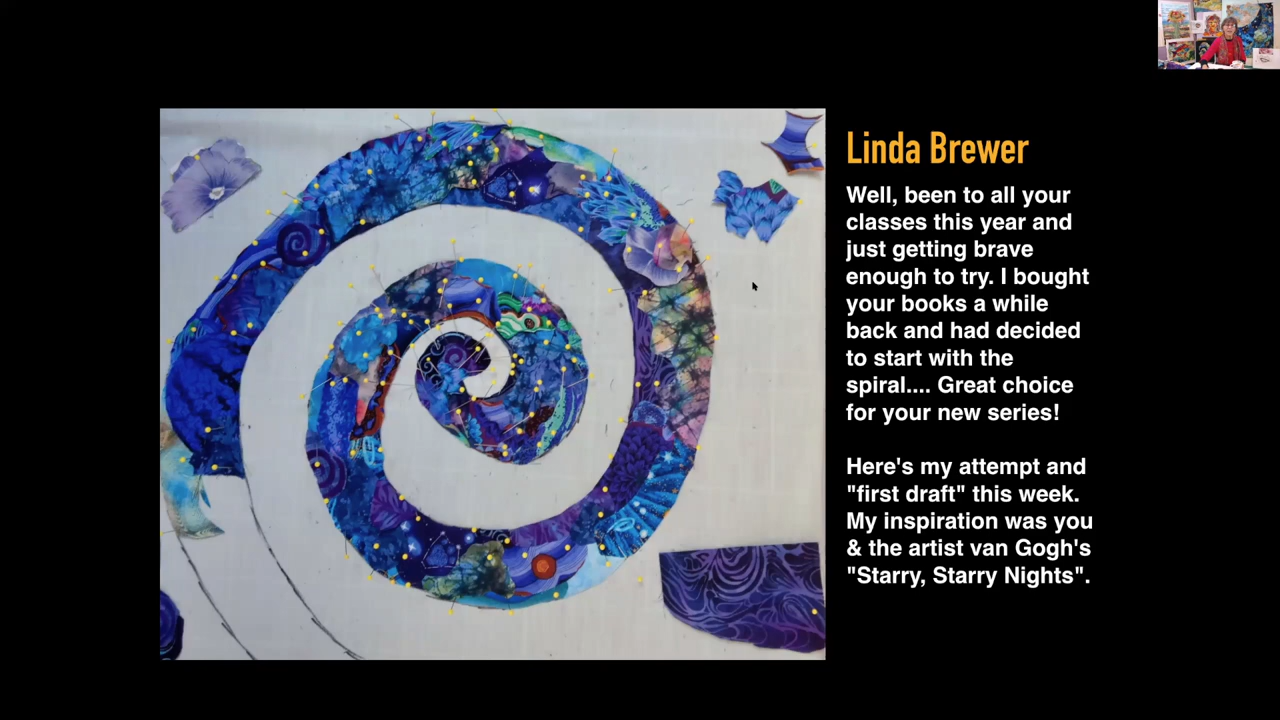 Linda Brewer
Well, been to all your
classes this year and
just getting brave
enough to try. I bought
your books a while
back and had decided
to start with the
spiral.... Great choice
for your new series!
Here's my attempt and
"first draft" this week.
My inspiration was you
& the artist van Gogh's
"Starry, Starry Nights".